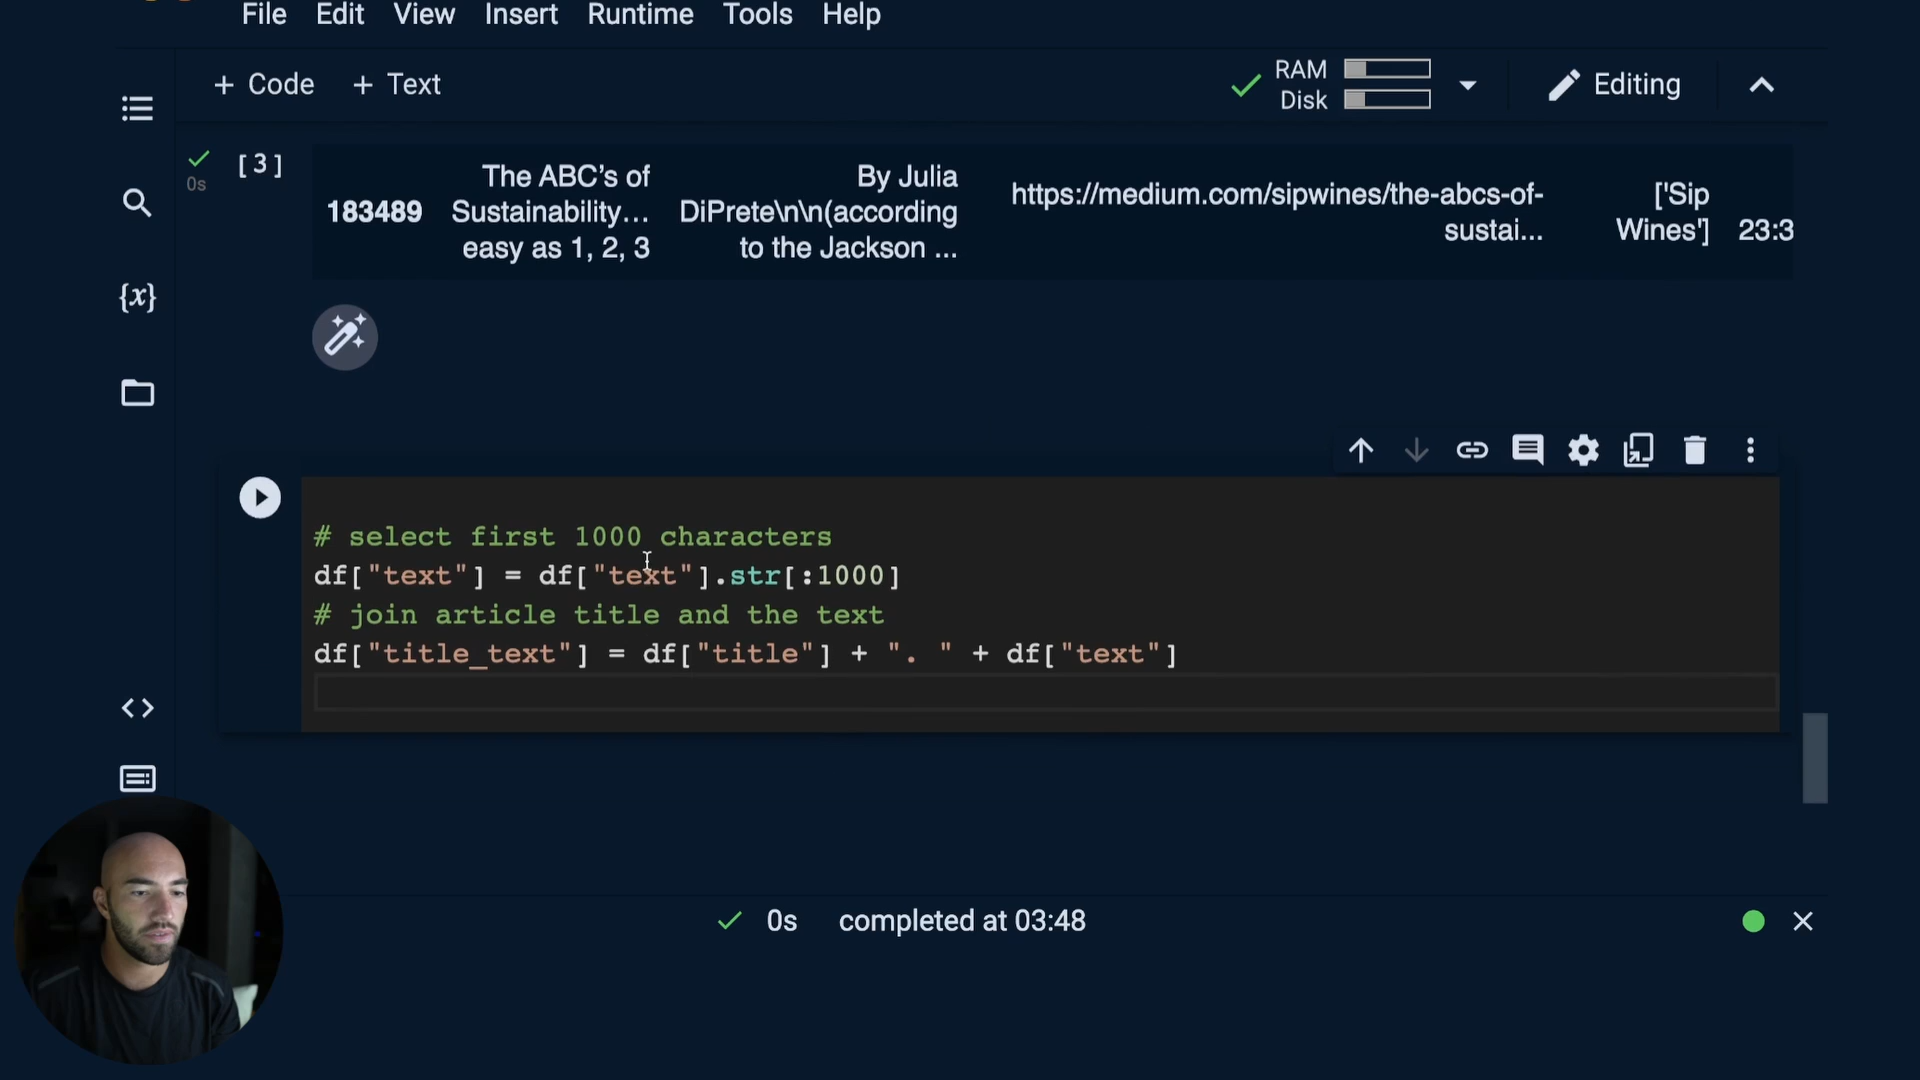 File Edit View Insert Runtime Tools Help
+ Code + Text
RAM
Disk
Editing
[3]
0s
183489
The ABC’s of
Sustainability…
easy as 1, 2, 3
By Julia
DiPrete\n\n(according
to the Jackson ...
https://medium.com/sipwines/the-abcs-of-
sustai...
['Sip
Wines']
23:3
{x}
# select first 1000 characters
df["text"] = df["text"].str[:1000]
# join article title and the text
df["title_text"] = df["title"] + ". " + df["text"]
0s completed at 03:48